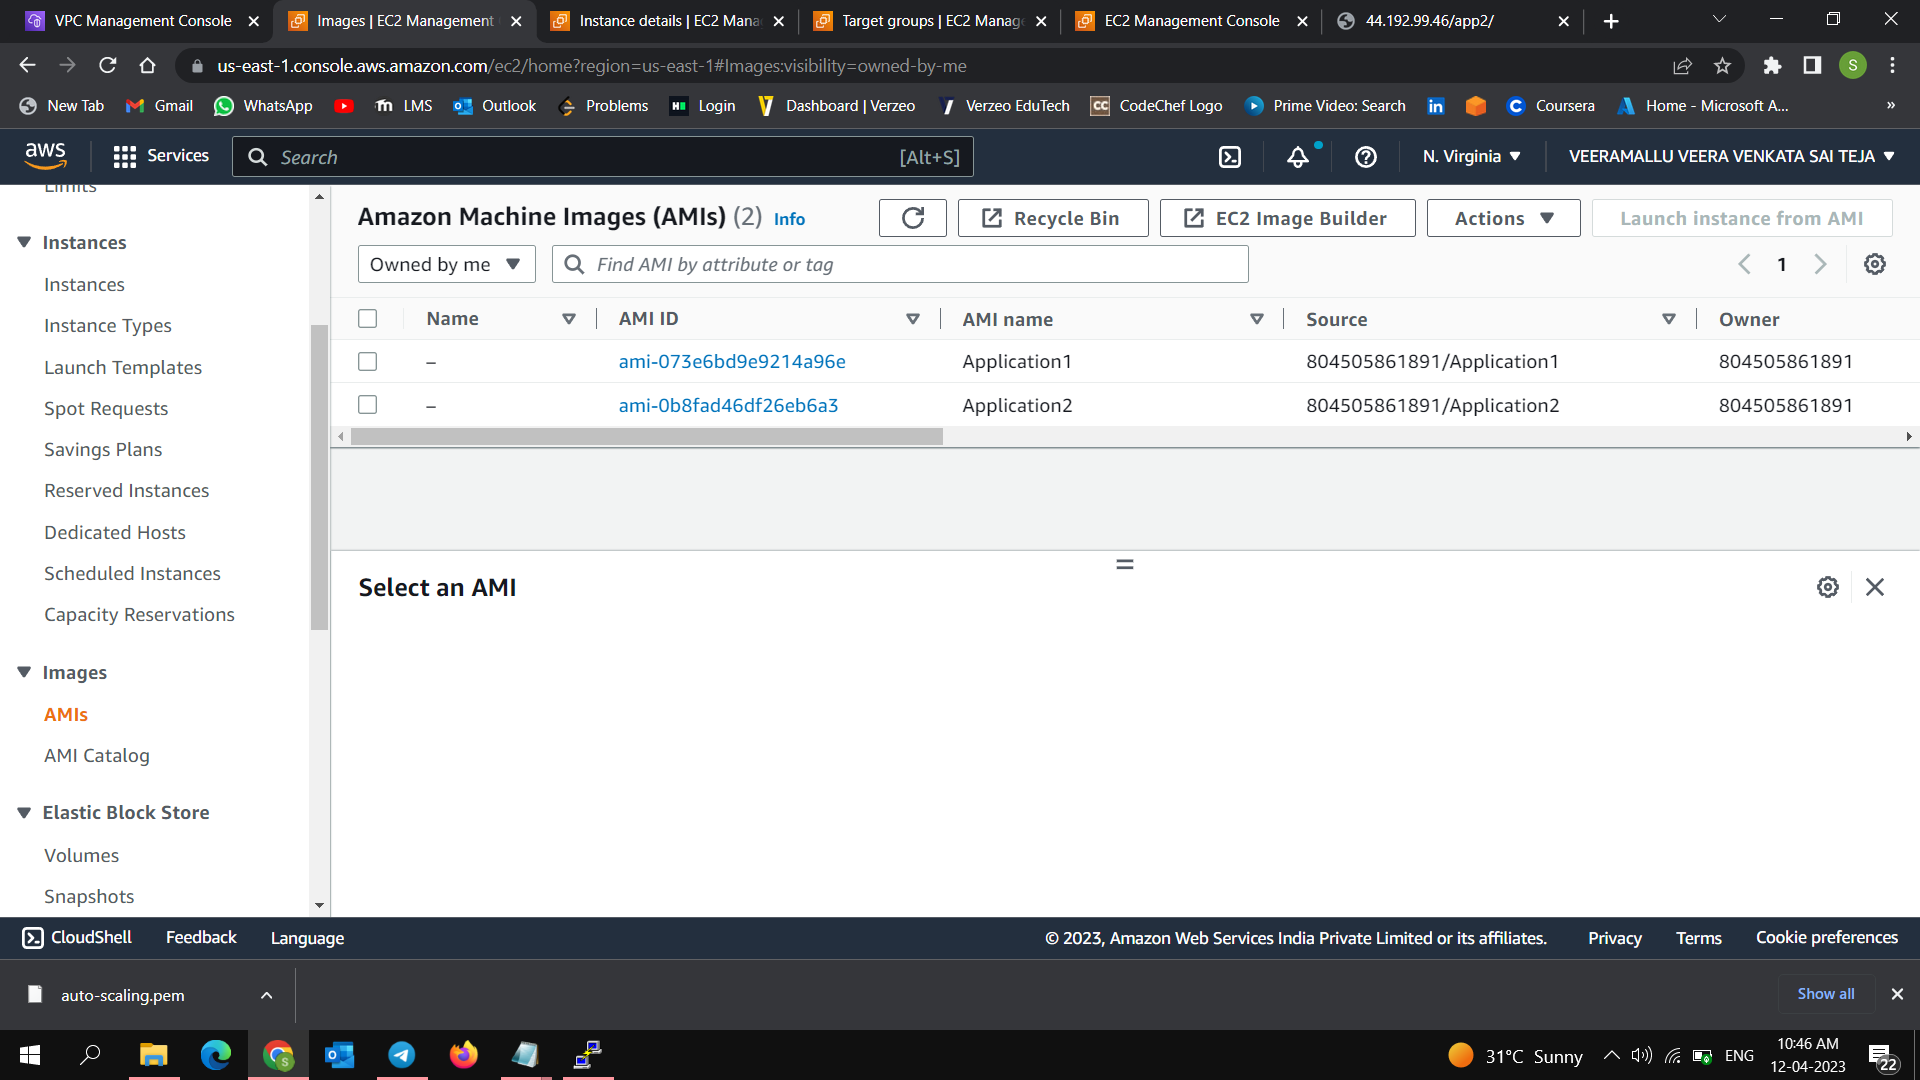 VPC Management Console
Images | EC2 Management
Instance details | EC2 Mana
Target groups | EC2 Manage
EC2 Management Console
44.192.99.46/app2/
us-east-1.console.aws.amazon.com/ec2/home?region=us-east-1#Images:visibility=owned-by-me
S
New Tab
Gmail
WhatsApp
LMS
Outlook
Problems
Login
Dashboard | Verzeo
Verzeo EduTech
CC
CodeChef Logo
Prime Video: Search
in
Coursera
Home - Microsoft A...
»
aws
Services
Search
[Alt+S]
N. Virginia
VEERAMALLU VEERA VENKATA SAI TEJA
Limits
Instances
Instances
Instance Types
Launch Templates
Spot Requests
Savings Plans
Reserved Instances
Dedicated Hosts
Scheduled Instances
Capacity Reservations
Images
AMIs
AMI Catalog
Elastic Block Store
Volumes
Snapshots
Amazon Machine Images (AMIs) (2) Info
Recycle Bin
EC2 Image Builder
Actions
Launch instance from AMI
Owned by me
Find AMI by attribute or tag
1
Name AMI ID AMI name Source Owner
– ami-073e6bd9e9214a96e Application1 804505861891/Application1 804505861891
– ami-0b8fad46df26eb6a3 Application2 804505861891/Application2 804505861891
Select an AMI
CloudShell
Feedback
Language
© 2023, Amazon Web Services India Private Limited or its affiliates.
Privacy
Terms
Cookie preferences
auto-scaling.pem
Show all
S
31°C Sunny
ENG
10:46 AM
12-04-2023
22